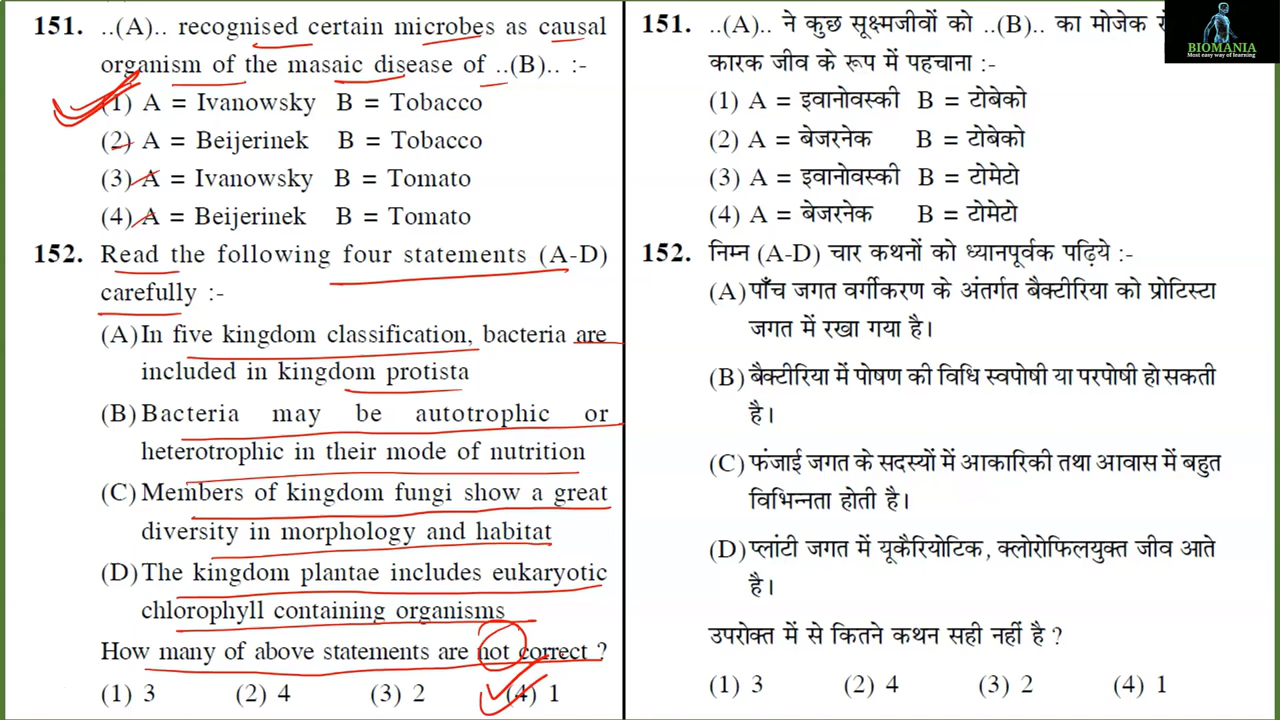 151. ..(A).. recognised certain microbes as causal
organism of the masaic disease of ..(B).. :-
(1) A = Ivanowsky B = Tobacco
(2) A = Beijerinek B = Tobacco
(3) A = Ivanowsky B = Tomato
(4) A = Beijerinek B = Tomato
152. Read the following four statements (A-D)
carefully :-
(A) In five kingdom classification, bacteria are
included in kingdom protista
(B) Bacteria may be autotrophic or
heterotrophic in their mode of nutrition
(C) Members of kingdom fungi show a great
diversity in morphology and habitat
(D) The kingdom plantae includes eukaryotic
chlorophyll containing organisms
How many of above statements are not correct ?
(1) 3 (2) 4 (3) 2 (4) 1
151. ..(A).. ने कुछ सूक्ष्मजीवों को ..(B).. का मोजेक
कारक जीव के रूप में पहचाना :-
(1) A = इवानोवस्की B = टोबेको
(2) A = बेजरनेक B = टोबेको
(3) A = इवानोवस्की B = टोमेटो
(4) A = बेजरनेक B = टोमेटो
152. निम्न (A-D) चार कथनों को ध्यानपूर्वक पढ़िये :-
(A) पाँच जगत वर्गीकरण के अंतर्गत बैक्टीरिया को प्रोटिस्टा
जगत में रखा गया है।
(B) बैक्टीरिया में पोषण की विधि स्वपोषी या परपोषी हो सकती
है।
(C) फंजाई जगत के सदस्यों में आकारिकी तथा आवास में बहुत
विभिन्नता होती है।
(D) प्लांटी जगत में यूकैरियोटिक, क्लोरोफिलयुक्त जीव आते
है।
उपरोक्त में से कितने कथन सही नहीं है ?
(1) 3 (2) 4 (3) 2 (4) 1
BIOMANIA
Most easy way of learning